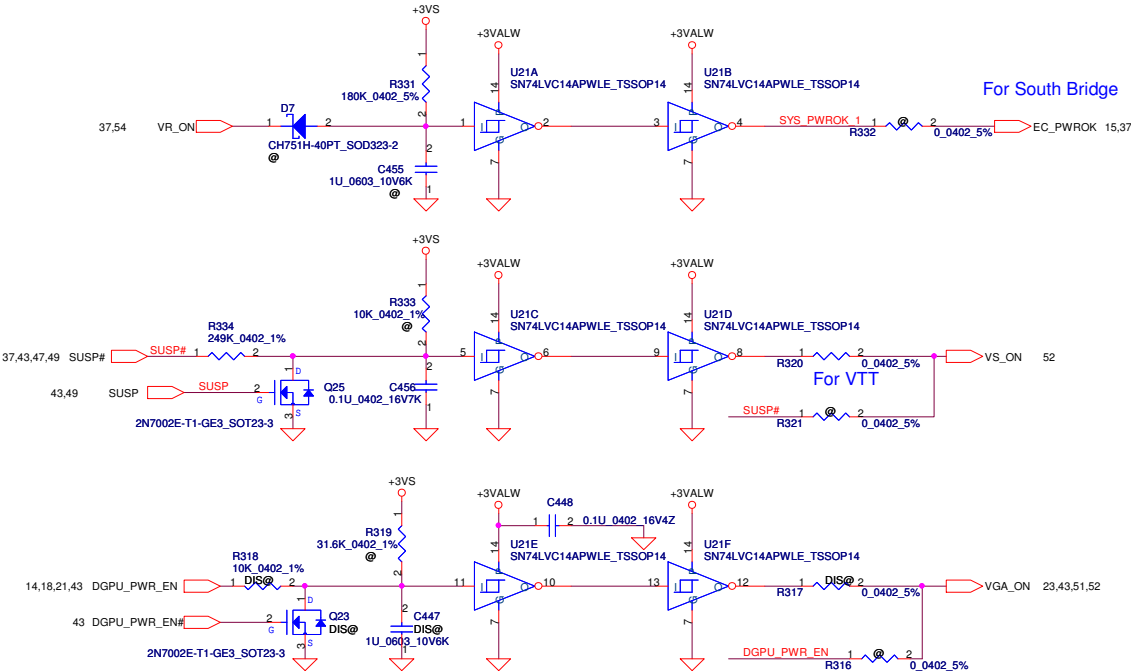 +3VS
+3VALW
+3VALW
U21A
SN74LVC14APWLE_TSSOP14
U21B
SN74LVC14APWLE_TSSOP14
For South Bridge
1
R331
180K_0402_5%
2
14
14
D7
37,54 VR_ON 1 2
CH751H-40PT_SOD323-2
@
1 I O 2
3 I O 4
P
G
P
G
SYS_PWROK_1 1 @ 2
R332 0_0402_5%
EC_PWROK 15,37
2
C455
1U_0603_10V6K
@
1
7
7
+3VS
+3VALW
+3VALW
U21C
SN74LVC14APWLE_TSSOP14
U21D
SN74LVC14APWLE_TSSOP14
1
R333
10K_0402_1%
@
2
14
14
R334
249K_0402_1%
37,43,47,49 SUSP# SUSP# 1 2
5 I O 6
9 I O 8
P
G
P
G
1 2
R320 0_0402_5%
VS_ON 52
For VTT
43,49 SUSP SUSP 2
G
1
D
3
S
Q25
2N7002E-T1-GE3_SOT23-3
2
C456
0.1U_0402_16V7K
1
7
7
SUSP# 1 @ 2
R321 0_0402_5%
+3VS
+3VALW
+3VALW
C448
1 2 0.1U_0402_16V4Z
U21E
SN74LVC14APWLE_TSSOP14
U21F
SN74LVC14APWLE_TSSOP14
1
R319
31.6K_0402_1%
@
2
14
14
R318
10K_0402_1%
DIS@
14,18,21,43 DGPU_PWR_EN 1 2
11 I O 10
13 I O 12
P
G
P
G
1 DIS@ 2
R317 0_0402_5%
VGA_ON 23,43,51,52
43 DGPU_PWR_EN# 2
G
1
D
3
S
Q23
DIS@
2N7002E-T1-GE3_SOT23-3
2
C447
DIS@
1U_0603_10V6K
1
7
7
DGPU_PWR_EN 1 @ 2
R316 0_0402_5%